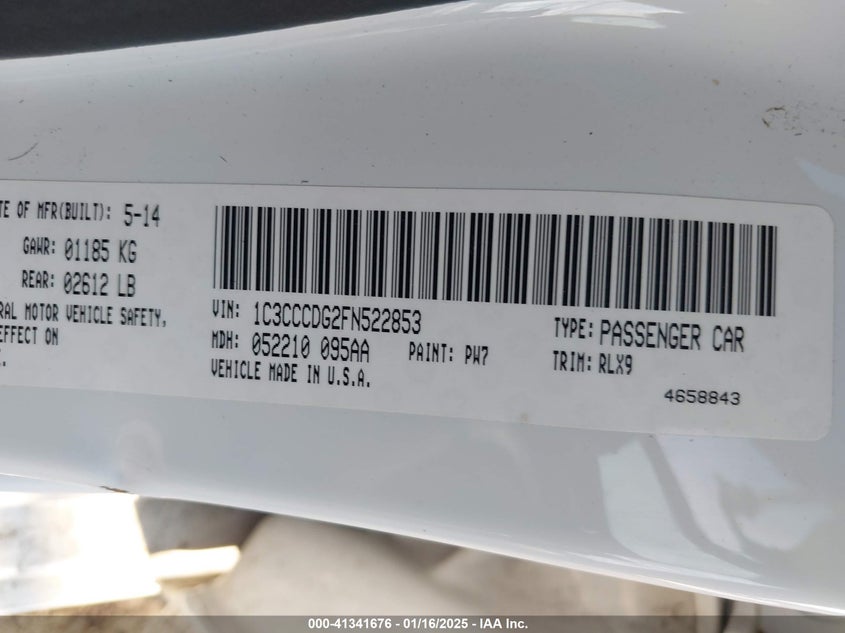 TE OF MFR(BUILT): 5-14
GAWR: 01185 KG
REAR: 02612 LB
RAL MOTOR VEHICLE SAFETY,
EFFECT ON
VIN: 1C3CCCDG2FN522853
TYPE: PASSENGER CAR
MDH: 052210 095AA PAINT: PW7
TRIM: RLX9
VEHICLE MADE IN U.S.A.
4658843
000-41341676 - 01/16/2025 - IAA Inc.